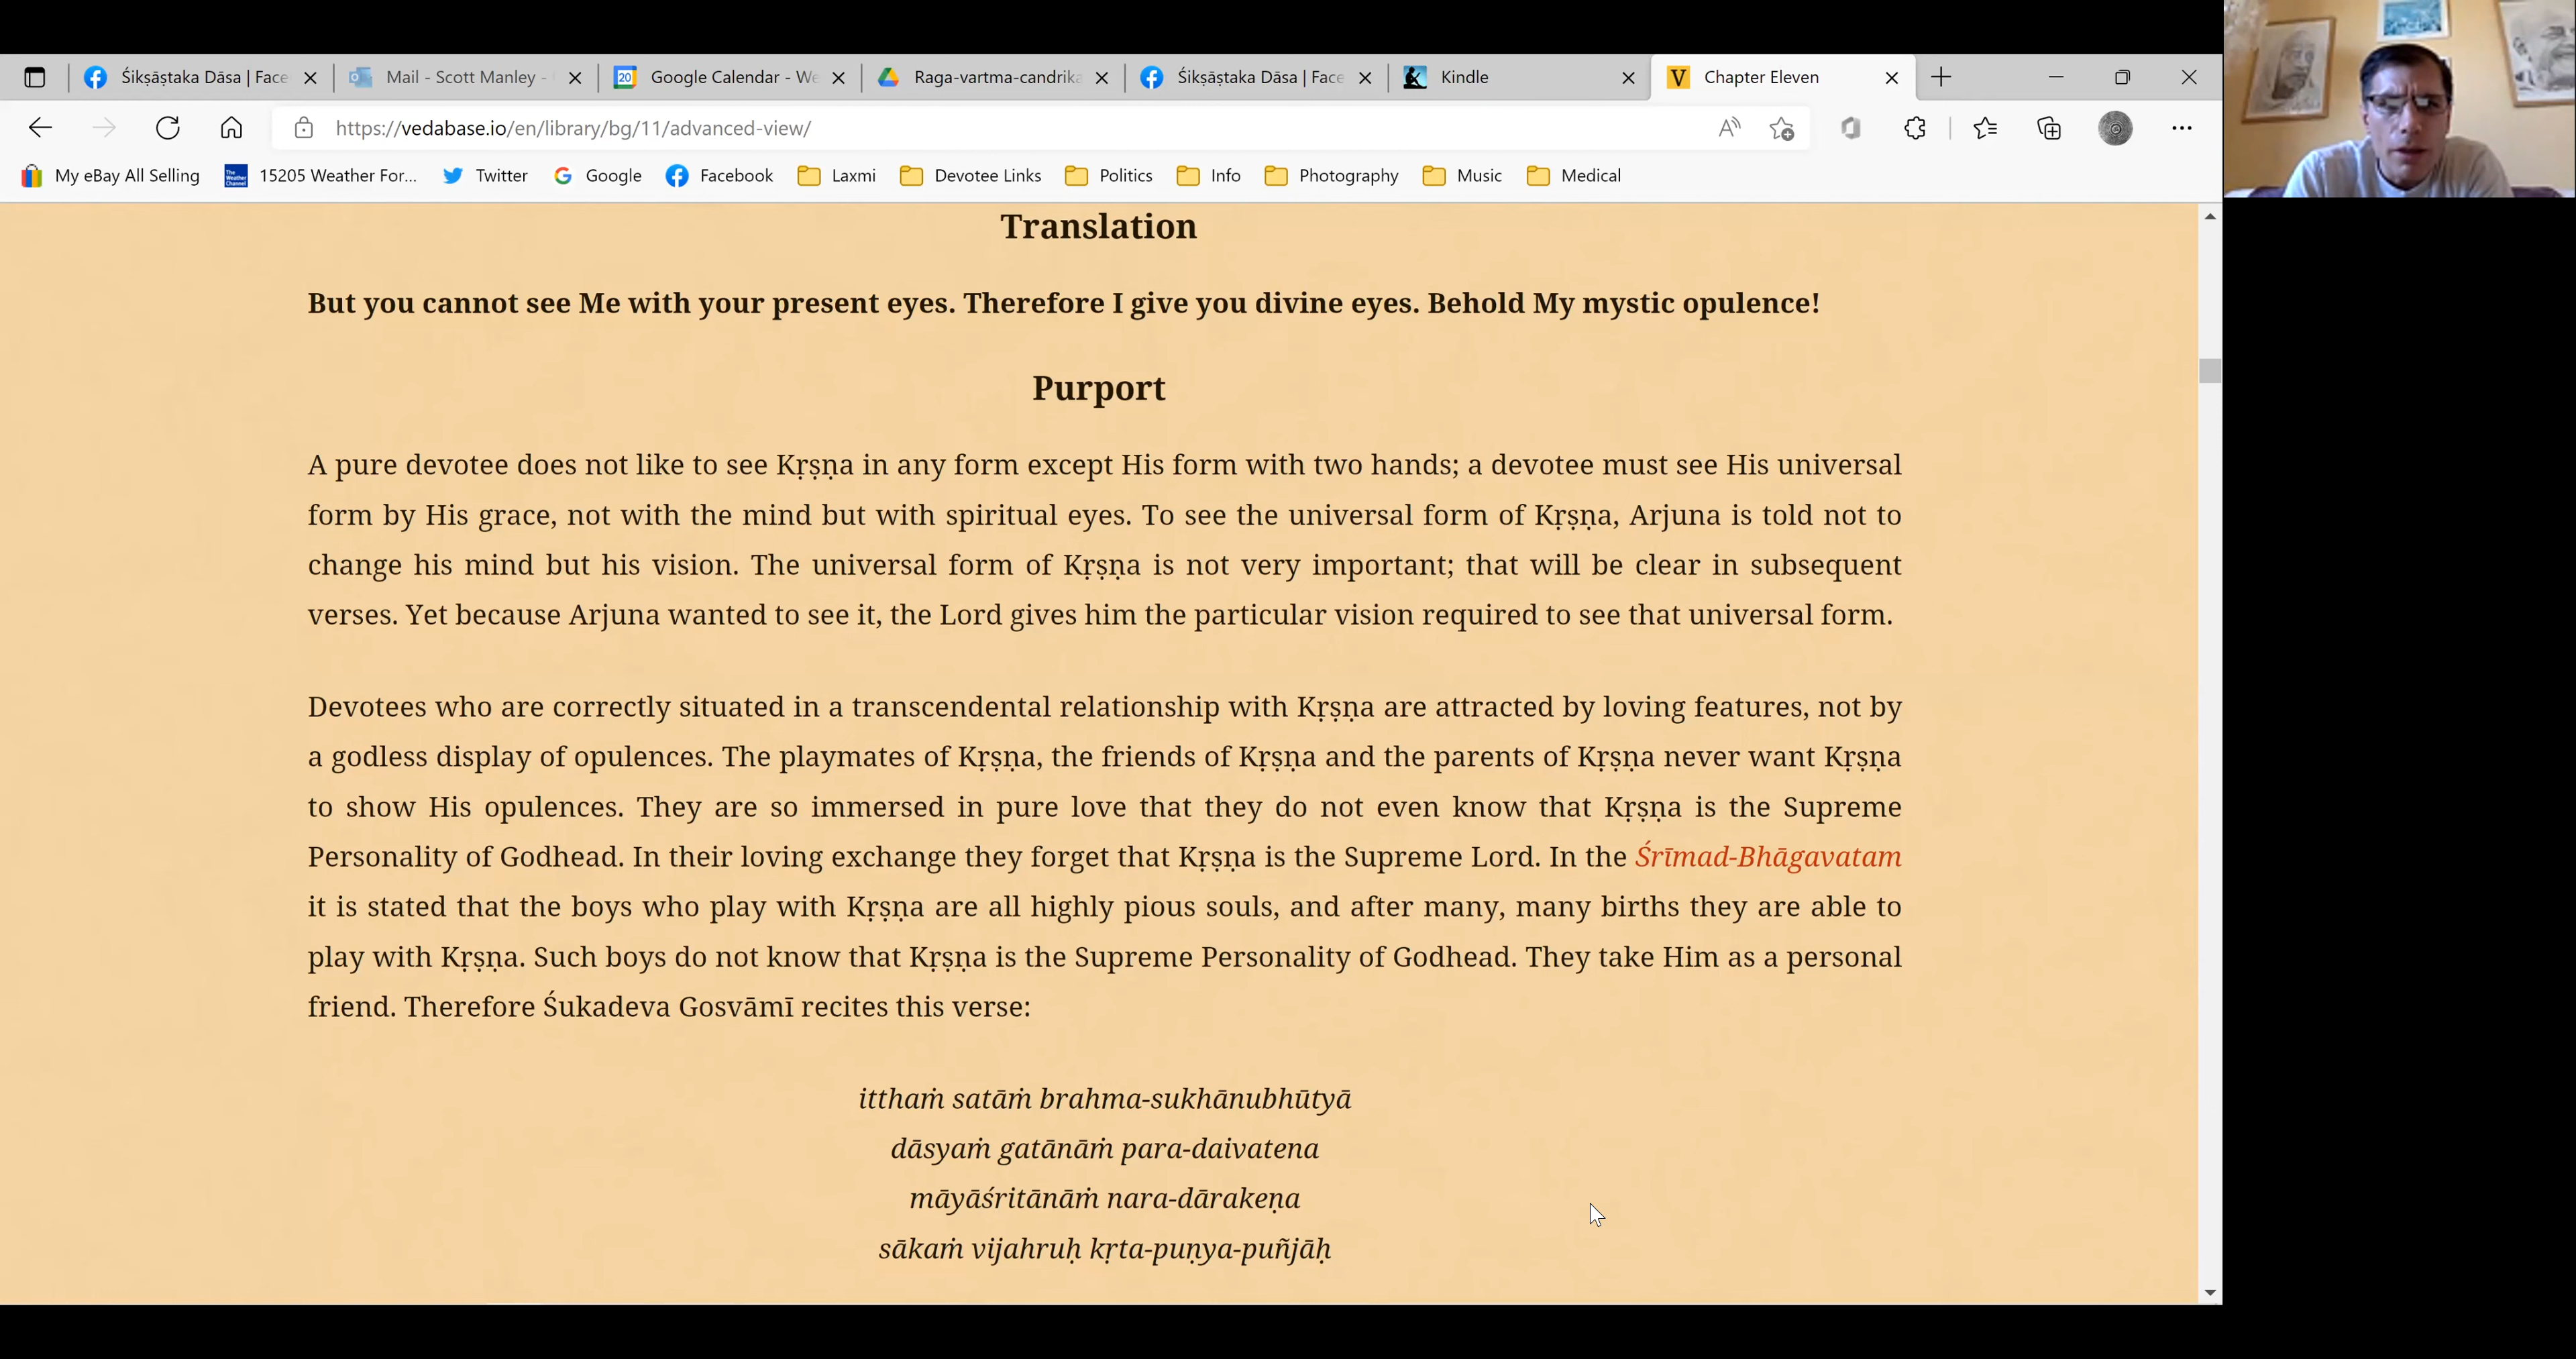 Śikṣāṣtaka Dāsa | Face
Mail - Scott Manley -
20
Google Calendar - We
Raga-vartma-candrika
Śikṣāṣtaka Dāsa | Face
Kindle
V
Chapter Eleven
https://vedabase.io/en/library/bg/11/advanced-view/
My eBay All Selling
15205 Weather For...
Twitter
Google
Facebook
Laxmi
Devotee Links
Politics
Info
Photography
Music
Medical
Translation
But you cannot see Me with your present eyes. Therefore I give you divine eyes. Behold My mystic opulence!
Purport
A pure devotee does not like to see Kṛṣṇa in any form except His form with two hands; a devotee must see His universal
form by His grace, not with the mind but with spiritual eyes. To see the universal form of Kṛṣṇa, Arjuna is told not to
change his mind but his vision. The universal form of Kṛṣṇa is not very important; that will be clear in subsequent
verses. Yet because Arjuna wanted to see it, the Lord gives him the particular vision required to see that universal form.
Devotees who are correctly situated in a transcendental relationship with Kṛṣṇa are attracted by loving features, not by
a godless display of opulences. The playmates of Kṛṣṇa, the friends of Kṛṣṇa and the parents of Kṛṣṇa never want Kṛṣṇa
to show His opulences. They are so immersed in pure love that they do not even know that Kṛṣṇa is the Supreme
Personality of Godhead. In their loving exchange they forget that Kṛṣṇa is the Supreme Lord. In the Śrīmad-Bhāgavatam
it is stated that the boys who play with Kṛṣṇa are all highly pious souls, and after many, many births they are able to
play with Kṛṣṇa. Such boys do not know that Kṛṣṇa is the Supreme Personality of Godhead. They take Him as a personal
friend. Therefore Śukadeva Gosvāmī recites this verse:
itthaṁ satāṁ brahma-sukhānubhūtyā
dāsyaṁ gatānāṁ para-daivatena
māyāśritānāṁ nara-dārakeṇa
sākaṁ vijahruḥ kṛta-puṇya-puñjāḥ